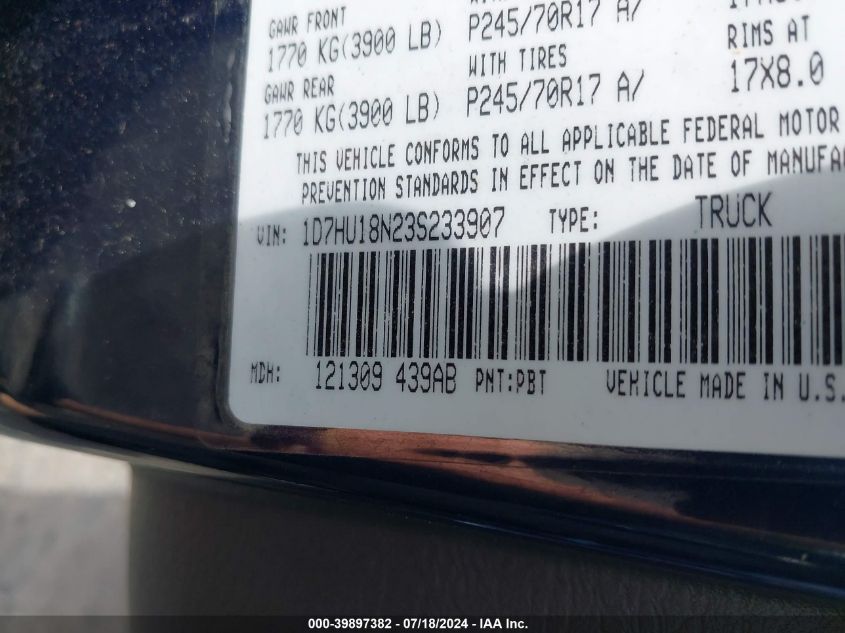 GAWR FRONT
1770 KG(3900 LB) P245/70R17 A/
WITH TIRES RIMS AT
GAWR REAR
1770 KG(3900 LB) P245/70R17 A/ 17X8.0
THIS VEHICLE CONFORMS TO ALL APPLICABLE FEDERAL MOTOR
PREVENTION STANDARDS IN EFFECT ON THE DATE OF MANUFAC
VIN: 1D7HU18N23S233907 TYPE: TRUCK
MDH: 121309 439AB PNT:PBT VEHICLE MADE IN U.S.
000-39897382 - 07/18/2024 - IAA Inc.